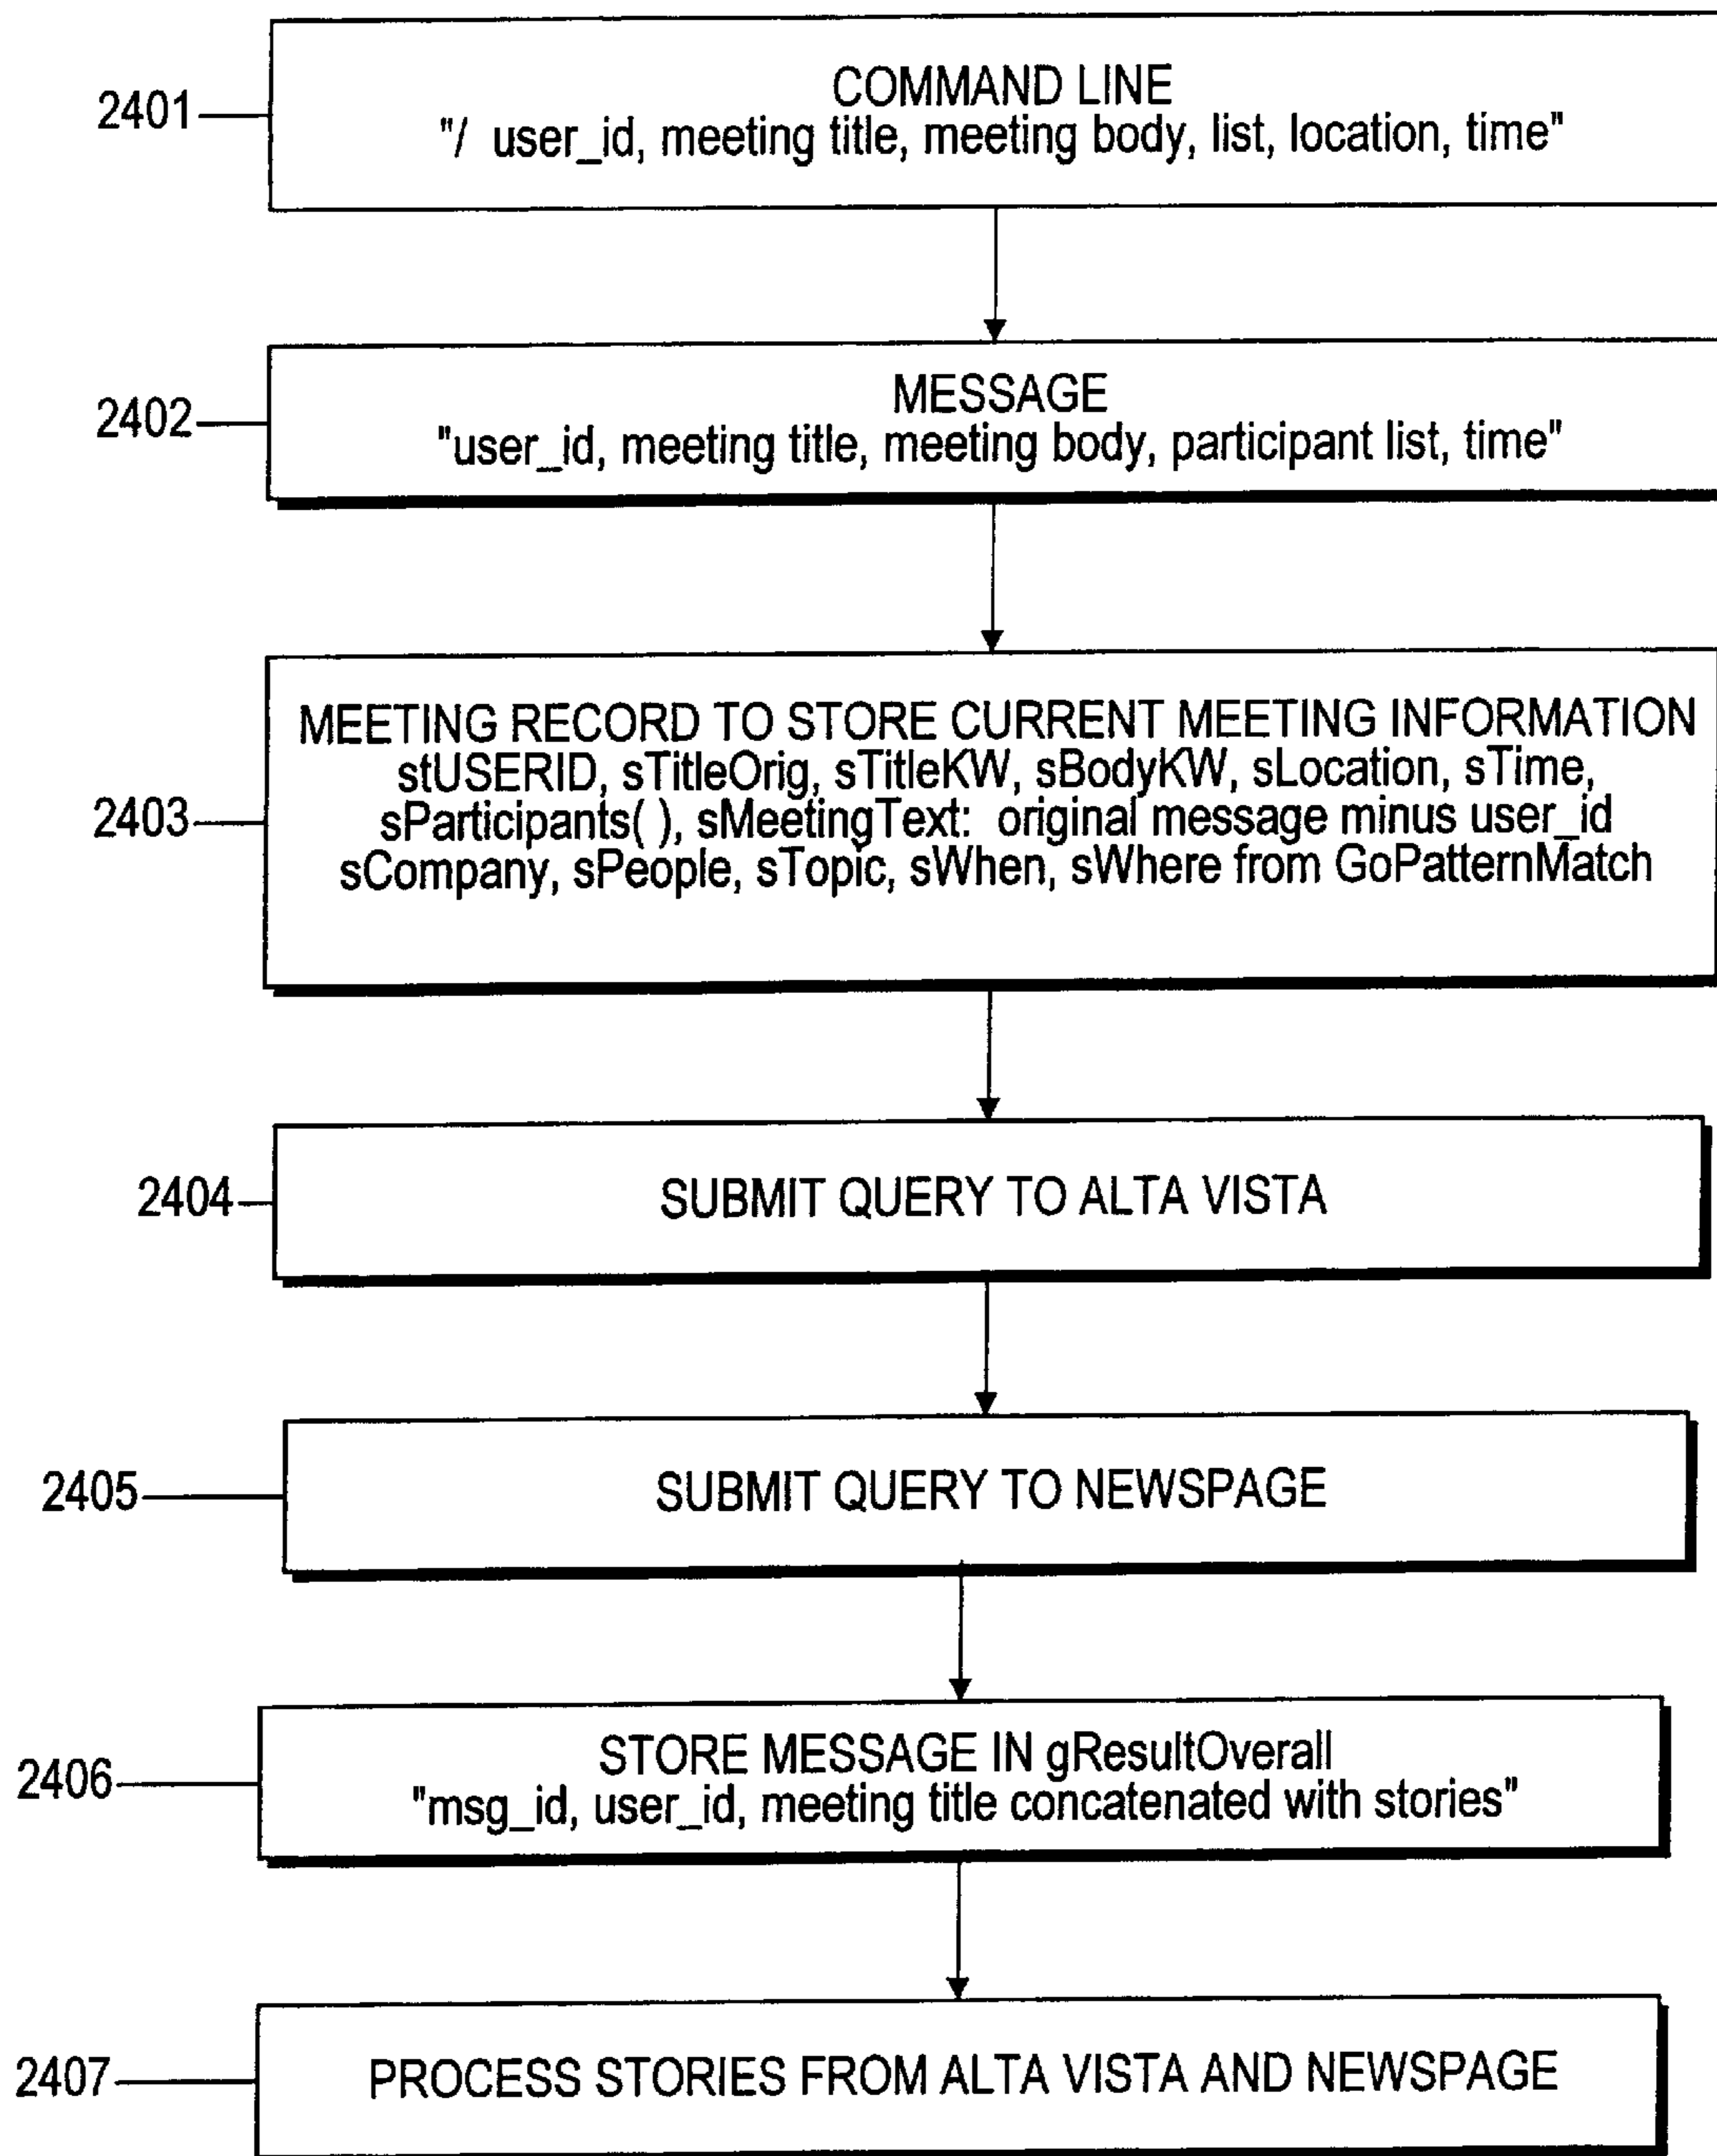 COMMAND LINE
2401
"/ user_id, meeting title, meeting body, list, location, time"
MESSAGE
2402
"user_id, meeting title, meeting body, participant list, time"
MEETING RECORD TO STORE CURRENT MEETING INFORMATION
stUSERID, sTitleOrig, sTitleKW, sBodyKW, sLocation, sTime,
2403
sParticipants( ), sMeetingText: original message minus user_id
sCompany, sPeople, sTopic, sWhen, sWhere from GoPatternMatch
2404
SUBMIT QUERY TO ALTA VISTA
2405
SUBMIT QUERY TO NEWSPAGE
STORE MESSAGE IN gResultOverall
2406
"msg_id, user_id, meeting title concatenated with stories"
2407
PROCESS STORIES FROM ALTA VISTA AND NEWSPAGE